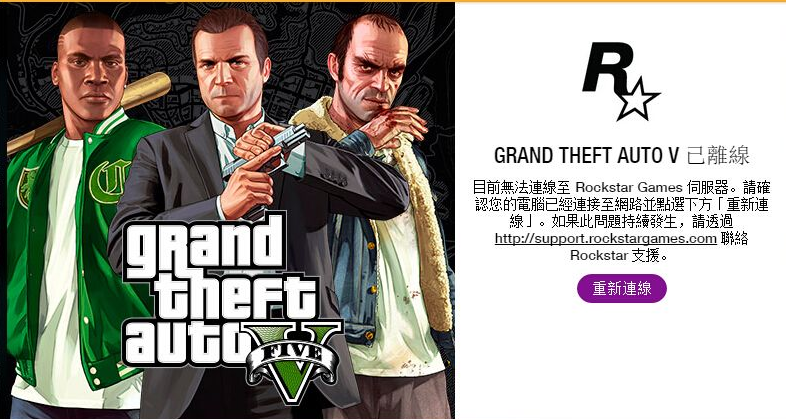 grand
theft
auto V
FIVE
R
GRAND THEFT AUTO V 已離線
目前無法連線至 Rockstar Games 伺服器。請確
認您的電腦已經連接至網路並點選下方「重新連
線」。如果此問題持續發生，請透過
http://support.rockstargames.com 聯絡
Rockstar 支援。
重新連線